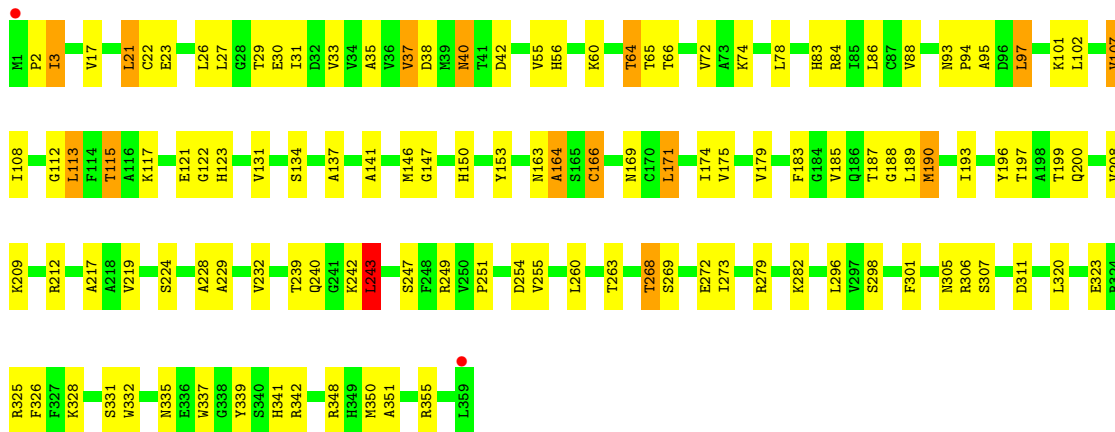 M1 P2 I3 V17 L21 C22 E23 L26 L27 G28 T29 E30 I31 D32 V33 V34 A35 V36 V37 D38 M39 N40 T41 D42 V55 H56 K60 T64 T65 T66 V72 A73 K74 L78 H83 R84 I85 L86 C87 V88 N93 P94 A95 D96 L97 K101 L102 V107
I108 G112 L113 F114 T115 A116 K117 E121 G122 H123 V131 S134 A137 A141 M146 G147 H150 Y153 N163 A164 S165 C166 N169 C170 L171 I174 V175 V179 F183 G184 V185 Q186 T187 G188 L189 M190 I193 Y196 T197 A198 T199 Q200 V208
K209 R212 A217 A218 V219 S224 A228 A229 V232 T239 Q240 G241 K242 L243 S247 F248 R249 V250 P251 D254 V255 L260 T263 T268 S269 E272 I273 R279 K282 L296 V297 S298 F301 N305 R306 S307 D311 L320 E323 R324
R325 F326 F327 K328 S331 W332 N335 E336 W337 G338 Y339 S340 H341 R342 R348 H349 M350 A351 R355 L359